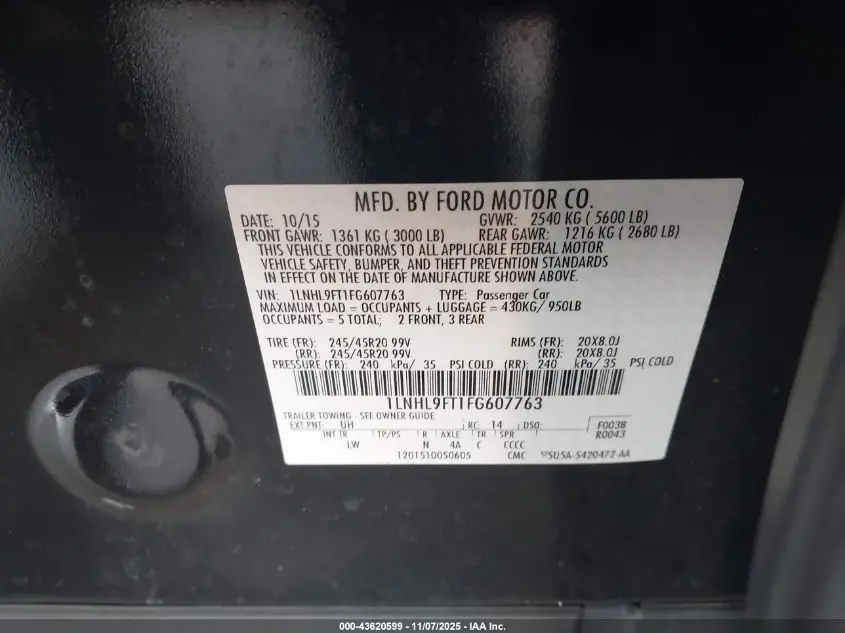 MFD. BY FORD MOTOR CO.
DATE: 10/15 GVWR: 2540 KG ( 5600 LB)
FRONT GAWR: 1361 KG ( 3000 LB) REAR GAWR: 1216 KG ( 2680 LB)
THIS VEHICLE CONFORMS TO ALL APPLICABLE FEDERAL MOTOR
VEHICLE SAFETY, BUMPER, AND THEFT PREVENTION STANDARDS
IN EFFECT ON THE DATE OF MANUFACTURE SHOWN ABOVE.
VIN: 1LNHL9FT1FG607763 TYPE: Passenger Car
MAXIMUM LOAD = OCCUPANTS + LUGGAGE = 430KG/ 950LB
OCCUPANTS = 5 TOTAL; 2 FRONT, 3 REAR
TIRE (FR): 245/45R20 99V RIMS (FR): 20X8.0J
(RR): 245/45R20 99V (RR): 20X8.0J
PRESSURE (FR): 240 kPa/ 35 PSI COLD (RR): 240 kPa/ 35 PSI COLD
1LNHL9FT1FG607763
TRAILER TOWING - SEE OWNER GUIDE
EXT PNT: UH RC: 14 DSO: F0038
INT TR TP/PS R AXLE TR SPR R0043
LW N 4A C CCCC
1201510050605 CMC 5U5A-5420472-AA
000-43620599 - 11/07/2025 - IAA Inc.